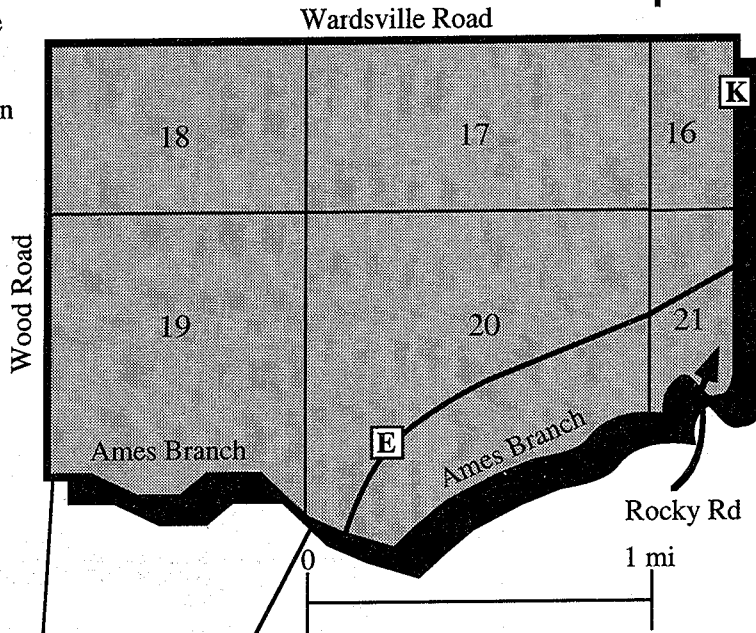 Wardsville Road
e
n
K
18
17
16
Wood Road
19
20
21
E
Ames Branch
Ames Branch
Rocky Rd
0
1 mi